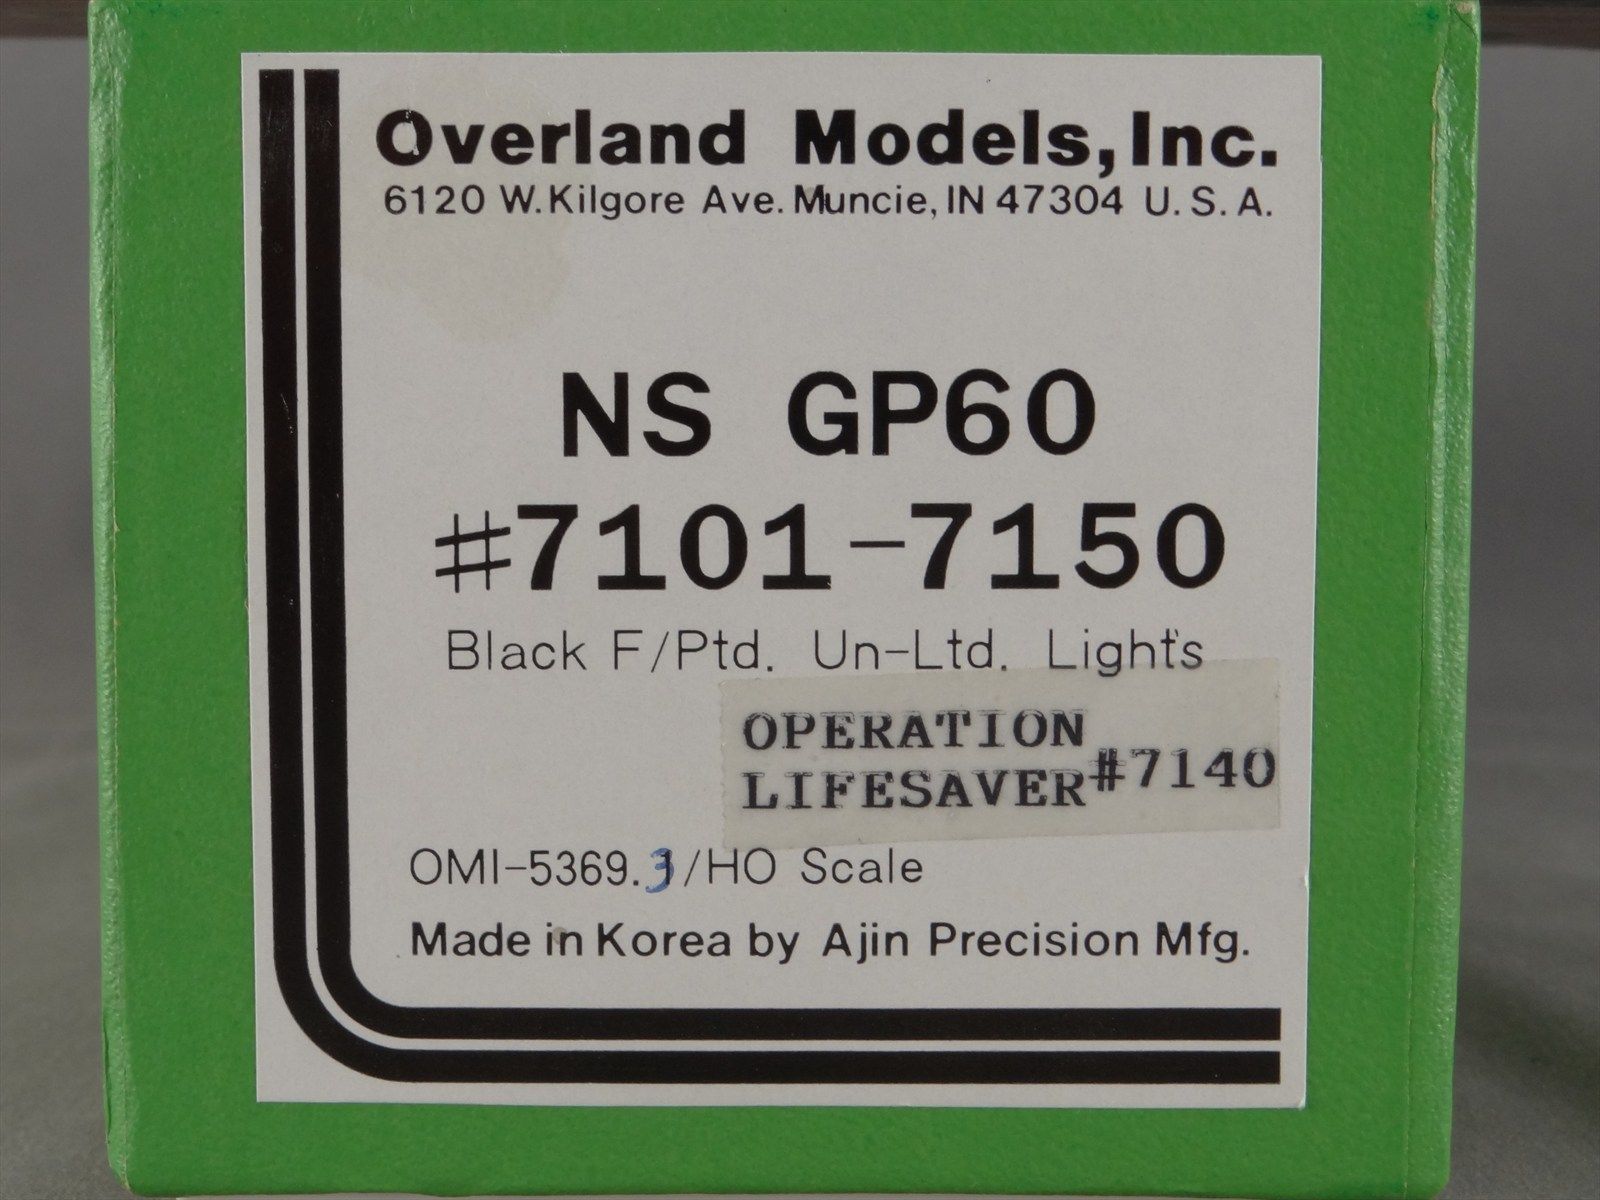 Overland Models, Inc.
6120 W. Kilgore Ave. Muncie, IN 47304 U. S. A.
NS GP60
#7101-7150
Black F/Ptd. Un-Ltd. Light's
OPERATION
LIFESAVER #7140
OMI-5369.3/HO Scale
Made in Korea by Ajin Precision Mfg.